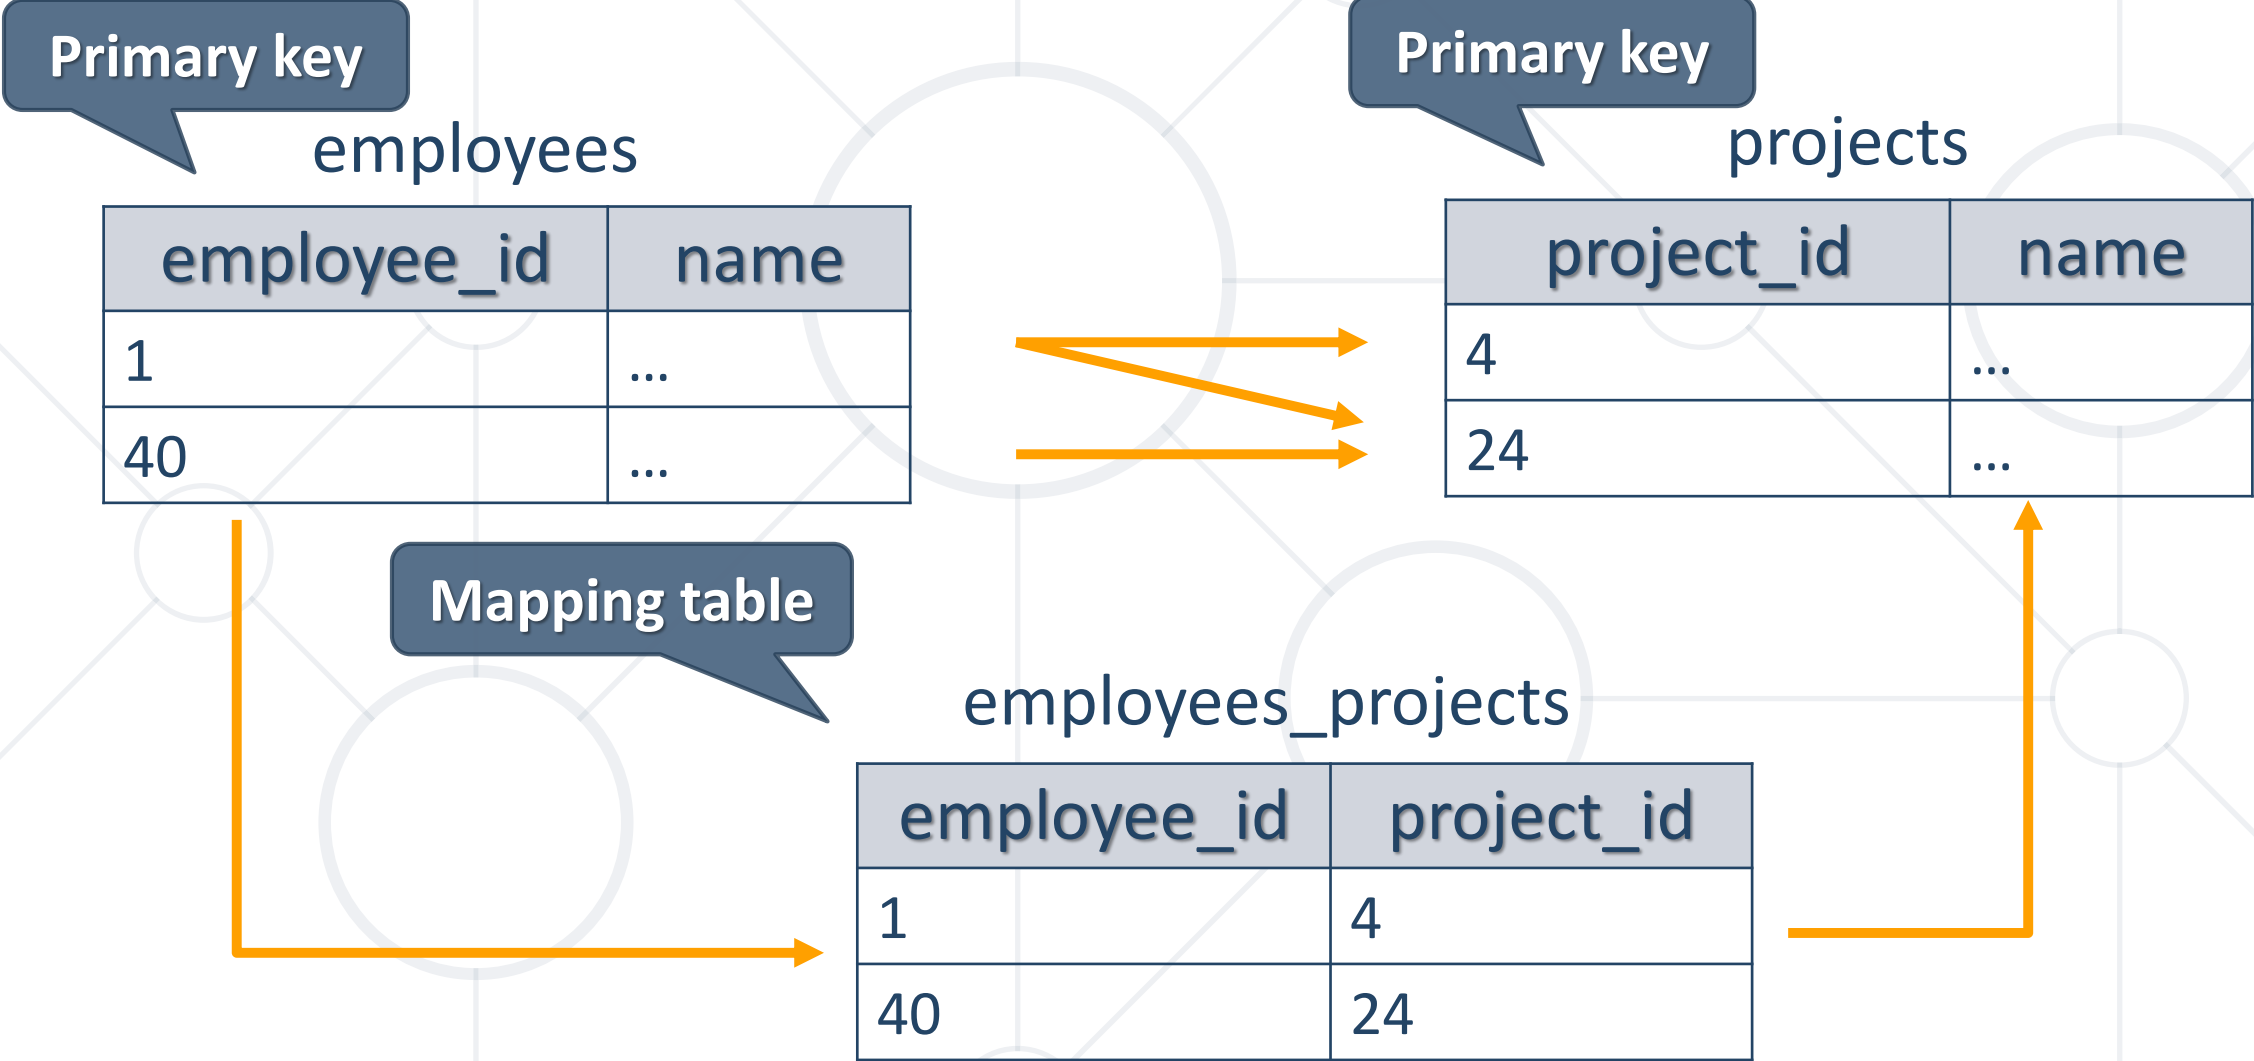 Primary key
Primary key
employees
projects
employee_id name
1 ...
40 ...
project_id name
4 ...
24 ...
Mapping table
employees_projects
employee_id project_id
1 4
40 24